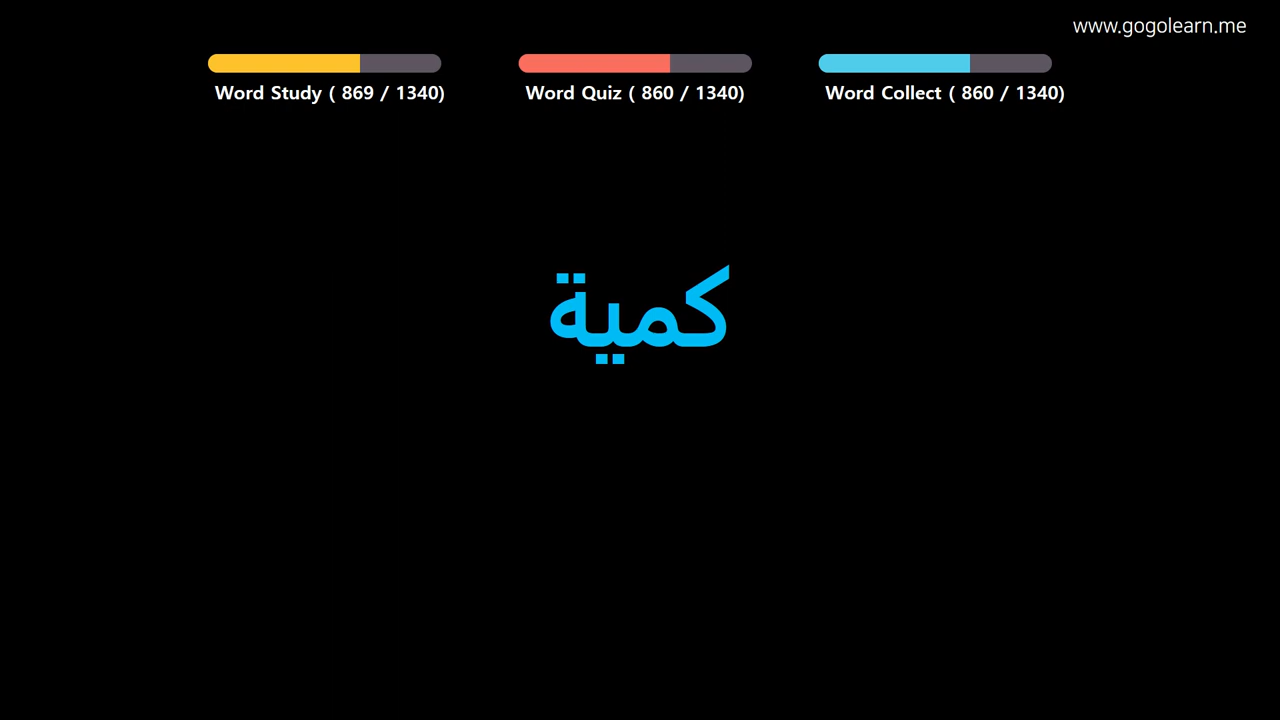 www.gogolearn.me
Word Study ( 869 / 1340)
Word Quiz ( 860 / 1340)
Word Collect ( 860 / 1340)
كمية